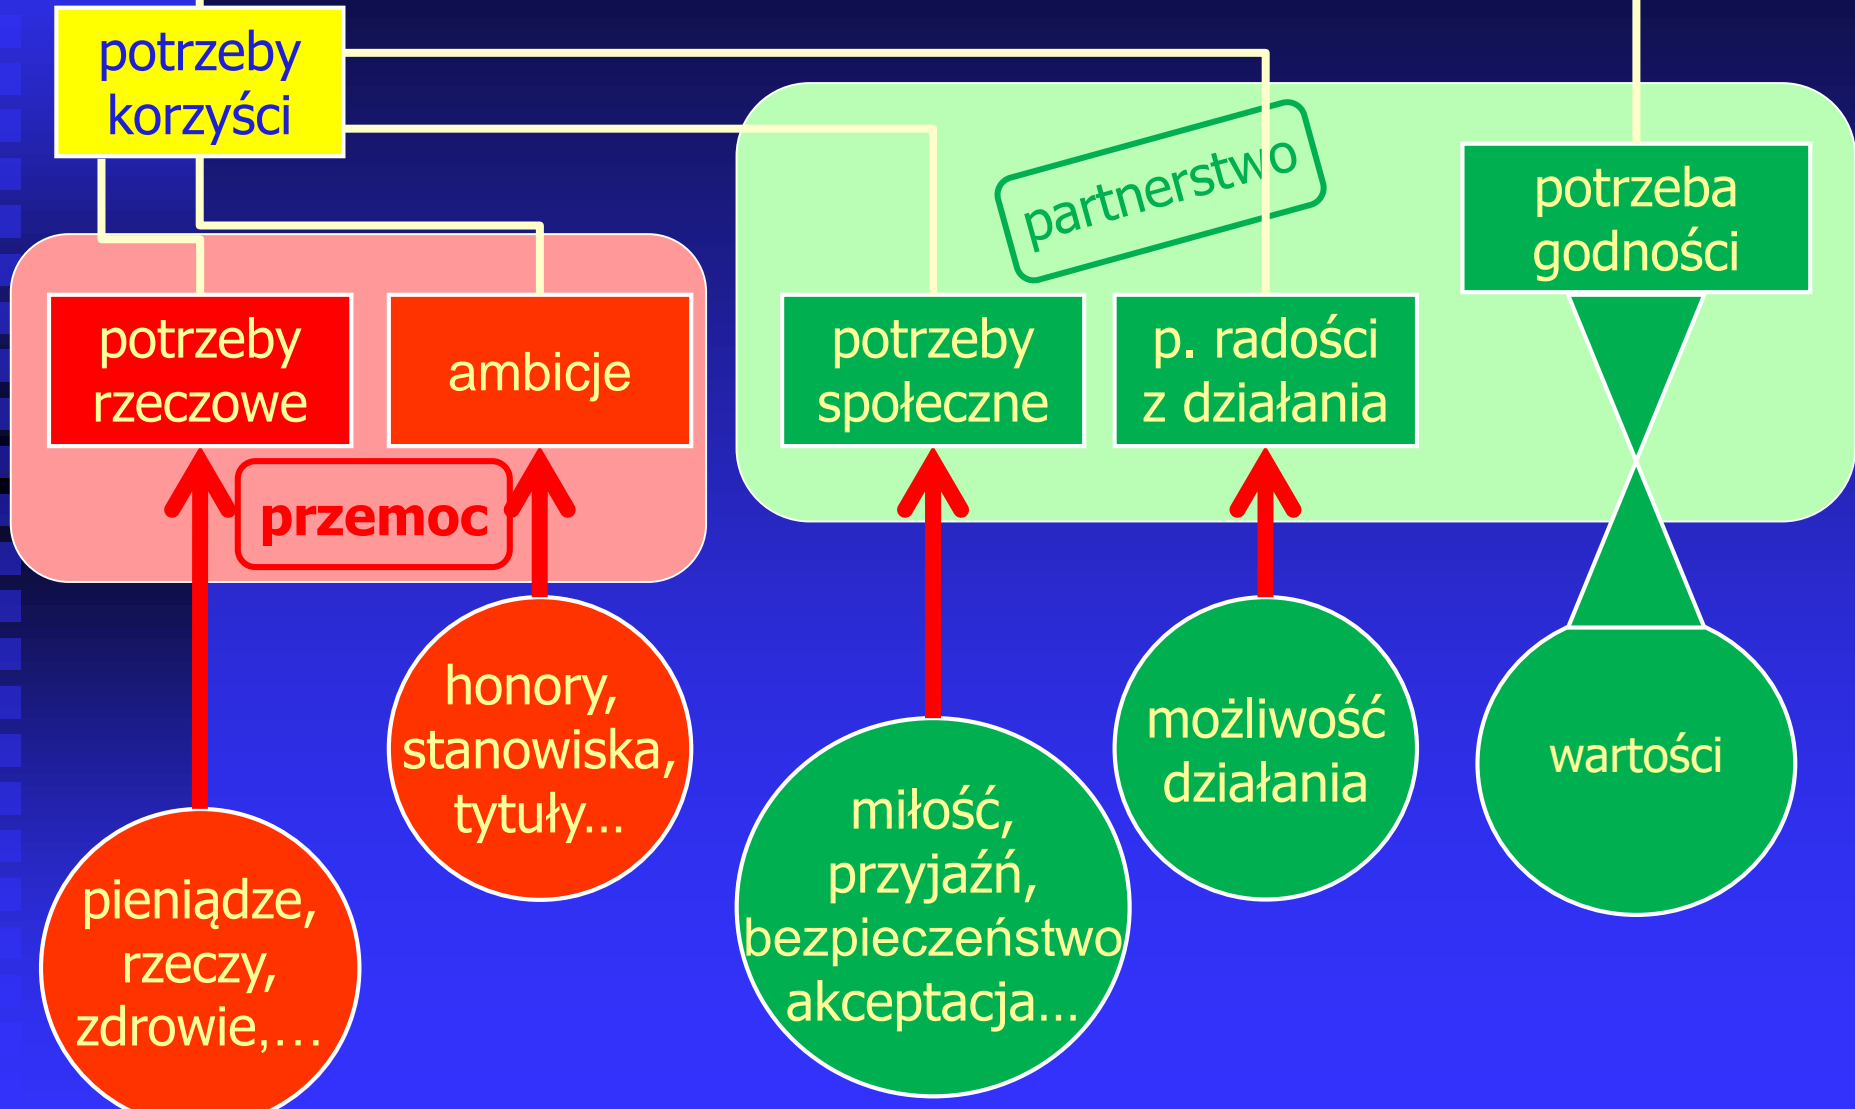 potrzeby
korzyści
partnerstwo
potrzeba
godności
potrzeby
rzeczowe
ambicje
potrzeby
społeczne
p. radości
z działania
przemoc
honory,
stanowiska,
tytuły…
możliwość
działania
wartości
miłość,
przyjaźń,
bezpieczeństwo
akceptacja…
pieniądze,
rzeczy,
zdrowie,…